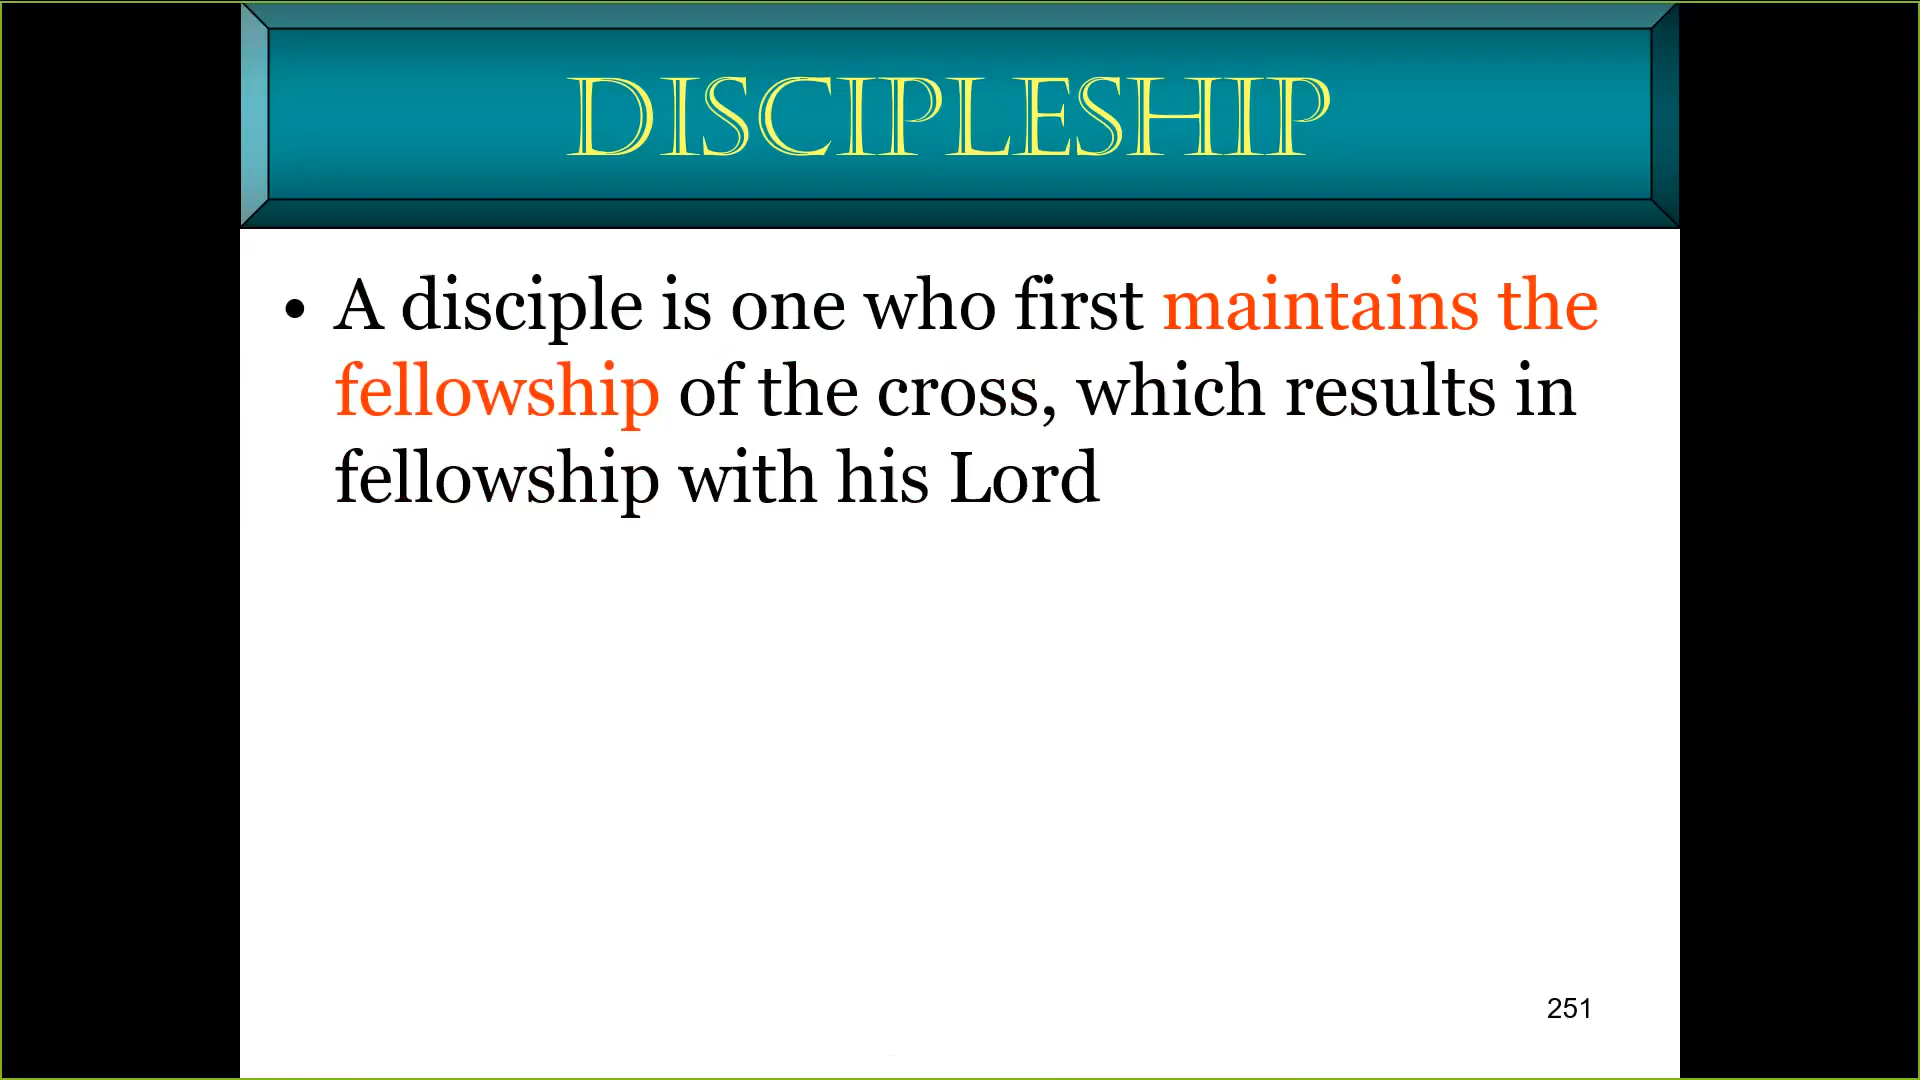 DISCIPLESHIP
• A disciple is one who first maintains the
fellowship of the cross, which results in
fellowship with his Lord
251